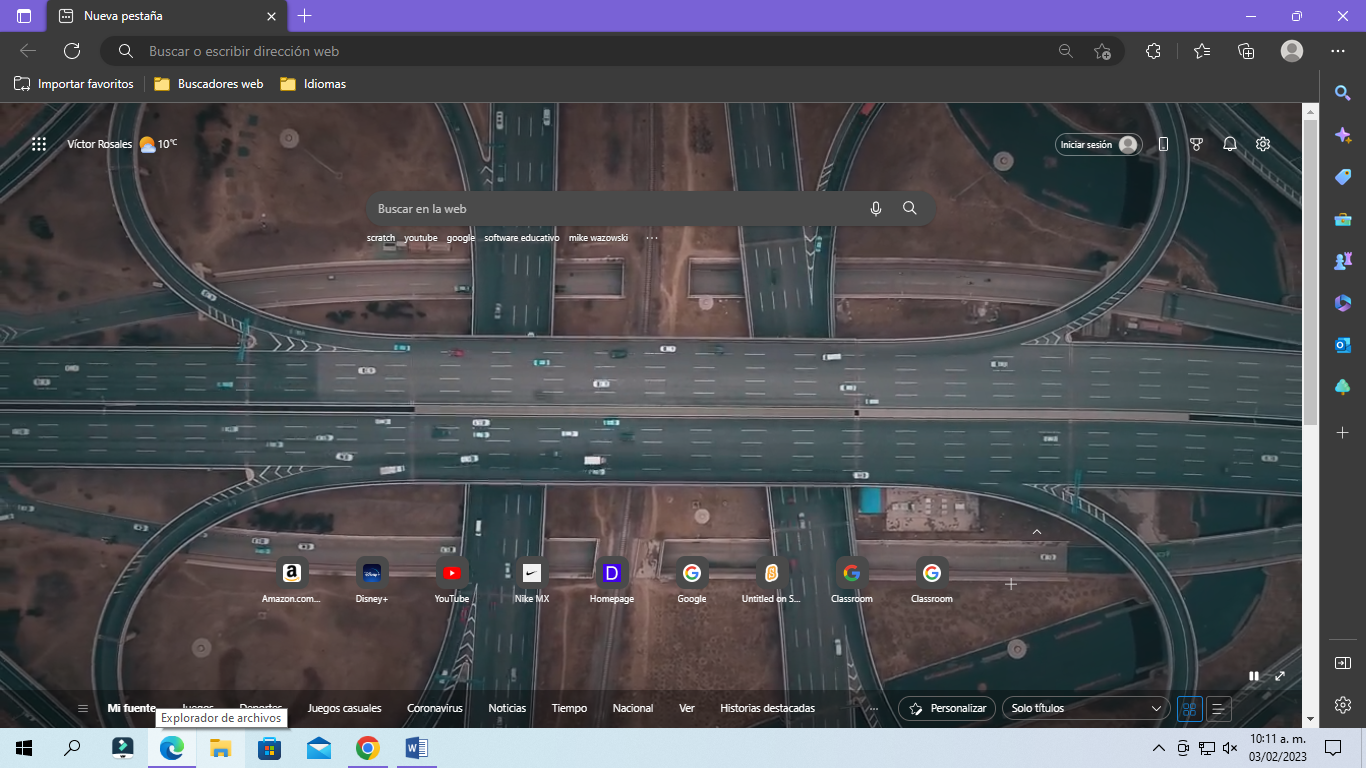 Nueva pestaña
Buscar o escribir dirección web
Importar favoritos Buscadores web Idiomas
Víctor Rosales 10°C
Iniciar sesión
Buscar en la web
scratch youtube google software educativo mike wazowski ...
Amazon.com... Disney+ YouTube Nike MX Homepage Google Untitled on S... Classroom Classroom
Mi fuente Juegos Deportes Juegos casuales Coronavirus Noticias Tiempo Nacional Ver Historias destacadas ... Personalizar Solo títulos
Explorador de archivos
10:11 a. m.
03/02/2023